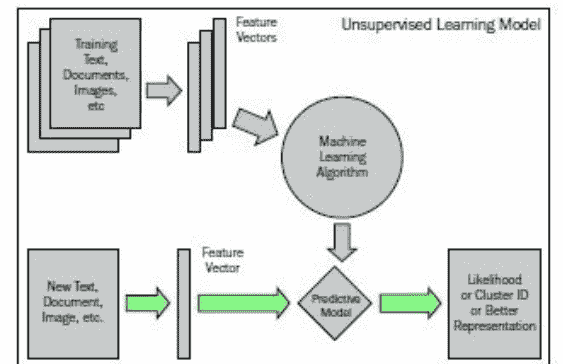 Unsupervised Learning Model
Training
Text,
Documents,
Images,
etc
Feature
Vectors
Machine
Learning
Algorithm
New Text,
Document,
Image, etc.
Feature
Vector
Predictive
Model
Likelihood
or Cluster ID
or Better
Representation